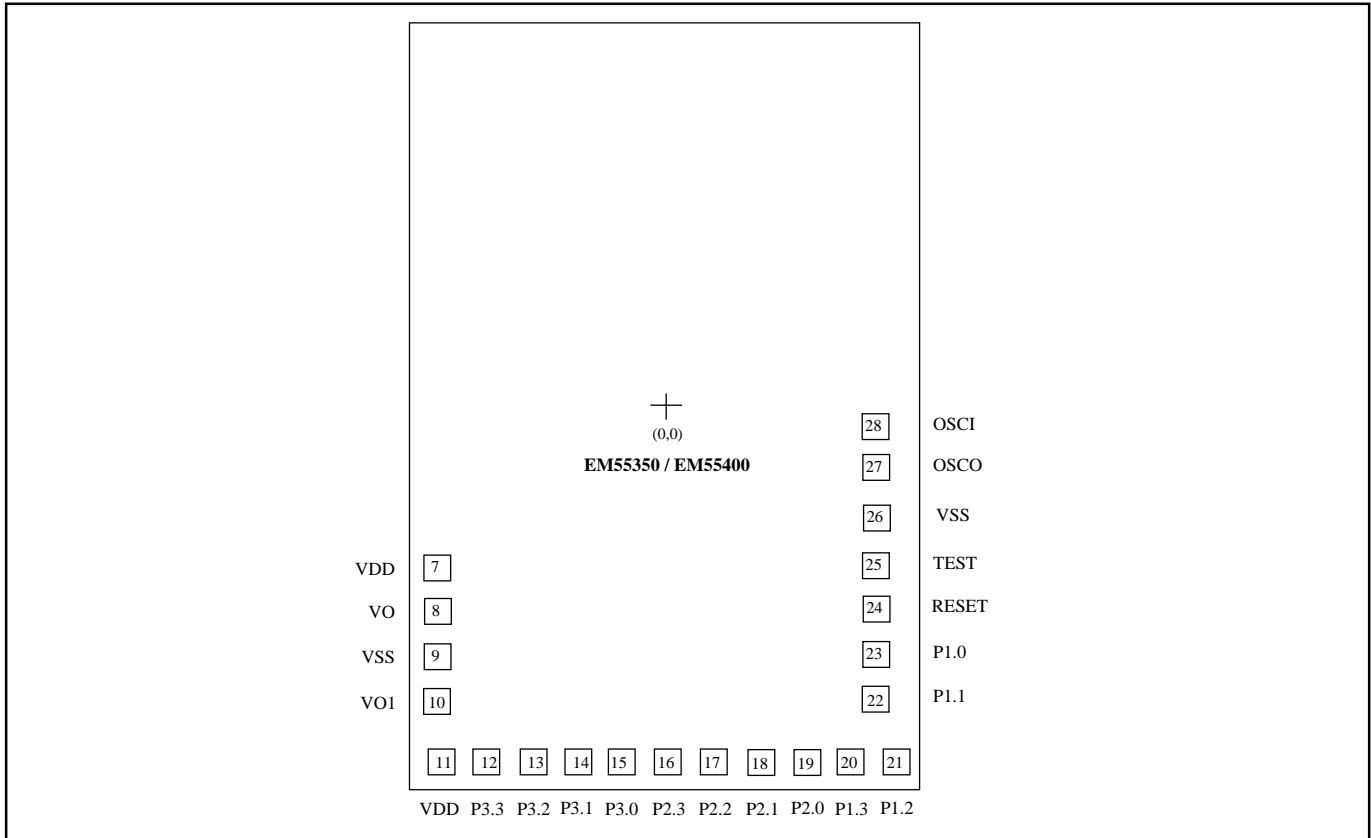 28 OSCI
(0,0)
EM55350 / EM55400
27 OSCO
26 VSS
VDD 7
25 TEST
VO 8
24 RESET
VSS 9
23 P1.0
VO1 10
22 P1.1
11 12 13 14 15 16 17 18 19 20 21
VDD P3.3 P3.2 P3.1 P3.0 P2.3 P2.2 P2.1 P2.0 P1.3 P1.2